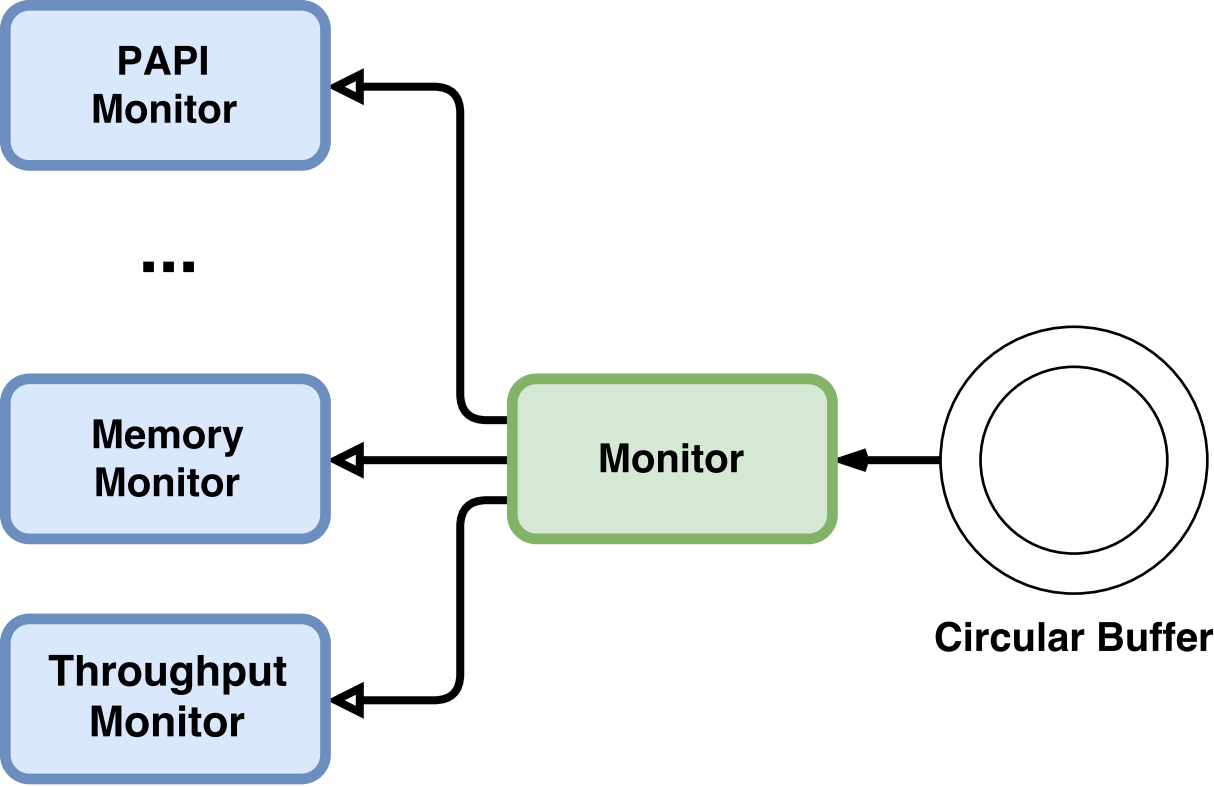 PAPI
Monitor
...
Memory
Monitor
Monitor
Circular Buffer
Throughput
Monitor